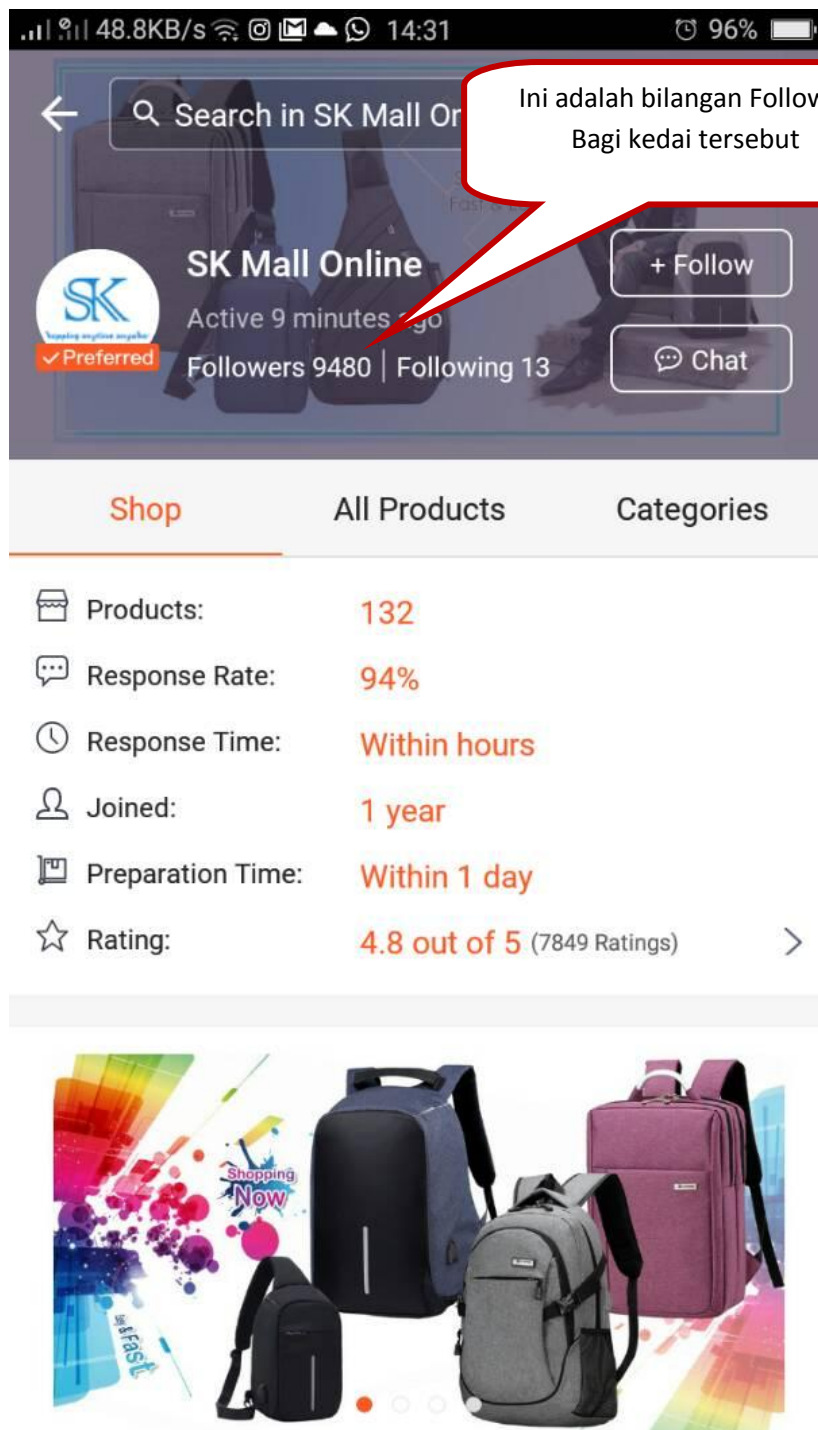 48.8KB/s 14:31 96%
Search in SK Mall
Ini adalah bilangan
Bagi kedai tersebut
SK Mall Online
+ Follow
SK
Active 9 minutes ago
Preferred
Followers 9480 | Following 13
Chat
Shop All Products Categories
Products: 132
Response Rate: 94%
Response Time: Within hours
Joined: 1 year
Preparation Time: Within 1 day
Rating: 4.8 out of 5 (7849 Ratings)
Shopping
Now
& Fast